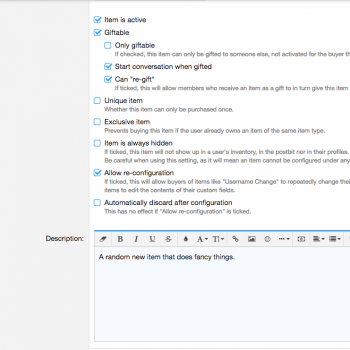 Item is active
Giftable
Only giftable
If checked, this item can only be gifted to someone else, not activated for the buyer th
Start conversation when gifted
Can "re-gift"
If ticked, this will allow members who receive an item as a gift to in turn give this item
Unique item
Whether this item can only be purchased once.
Exclusive item
Prevents buying this item if the user already owns an item of the same item type.
Item is always hidden
If ticked, this item will not show up in a user's inventory, in the postbit nor in their profiles.
Be careful when using this setting, as it will mean an item cannot be configured under any
Allow re-configuration
If ticked, this will allow buyers of items like "Username Change" to repeatedly change thei
items to edit the contents of their custom fields.
Automatically discard after configuration
This has no effect if "Allow re-configuration" is ticked.
Description:
B I U S A TI
A random new item that does fancy things.